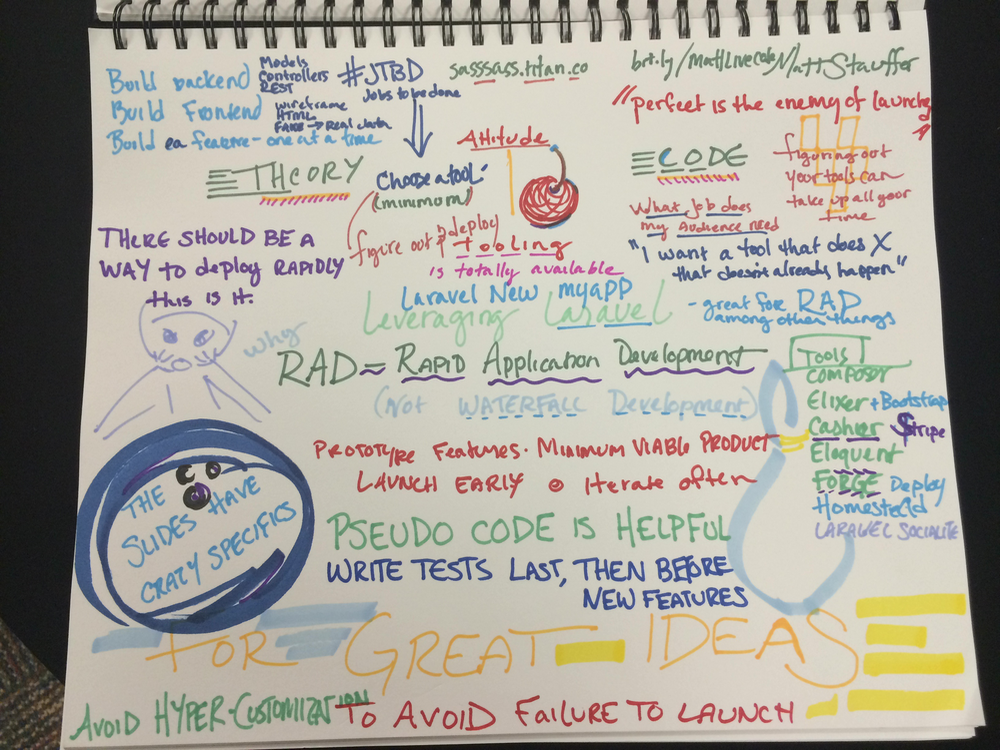 Build backend
Models
Controllers
REST
Build Frontend
wireframe
HTML
FAKE → Real data
Build ea feature - one at a time
#JTBD
Jobs to be done
sasssass.titan.co
bit.ly/MattLiveCode
MattStauffer
"perfect is the enemy of launching"
THEORY
Choose a tool
(minimum)
figure out deploy
Attitude
CODE
figuring out
your tools can
take up all your
time
What job does
my Audience need
"I want a tool that does X
that doesn't already happen"
THERE SHOULD BE A
WAY TO deploy RAPIDLY
this is it.
tooling
is totally available
Laravel New myapp
Leveraging Laravel
- great for RAD
among other things
why
RAD = RAPID Application Development
(Not WATERFALL Development)
TOOLS
COMPOSER
Elixer + Bootstrap
Cashier Stripe
Eloquent
FORGE Deploy
Homestead
LARAVEL SOCIALITE
PROTOTYPE Features. MINIMUM VIABLE PRODUCT
LAUNCH EARLY Iterate often
THE
SLIDES HAVE
CRAZY SPECIFICS
PSEUDO CODE IS HELPFUL
WRITE TESTS LAST, THEN BEFORE
NEW FEATURES
FOR GREAT IDEAS
AVOID HYPER-CUSTOMIZATION TO AVOID FAILURE TO LAUNCH